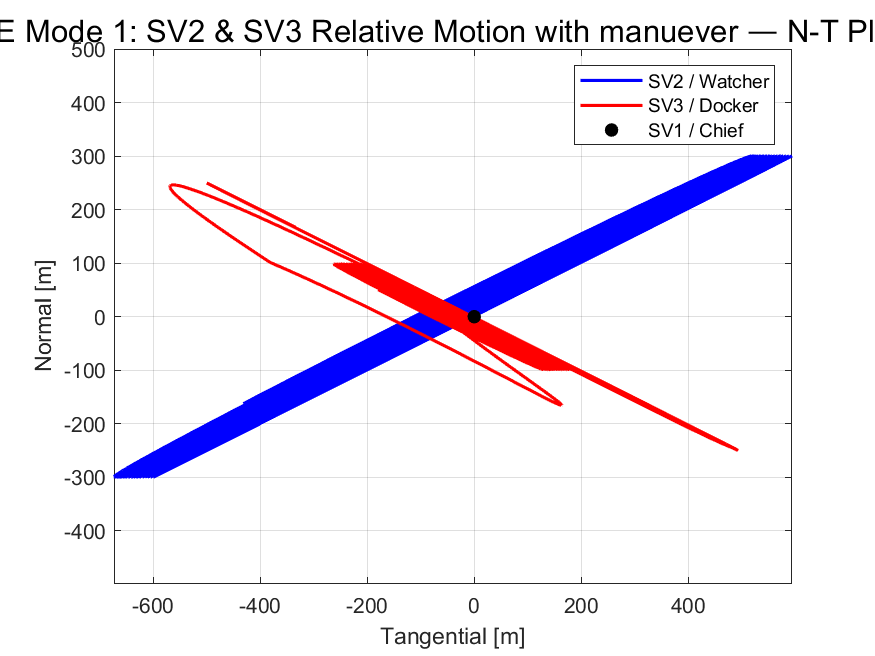 E Mode 1: SV2 & SV3 Relative Motion with manuever — N-T Pl
500
400
300
200
100
0
-100
-200
-300
-400
-600
-400
-200
0
200
400
Normal [m]
Tangential [m]
SV2 / Watcher
SV3 / Docker
SV1 / Chief